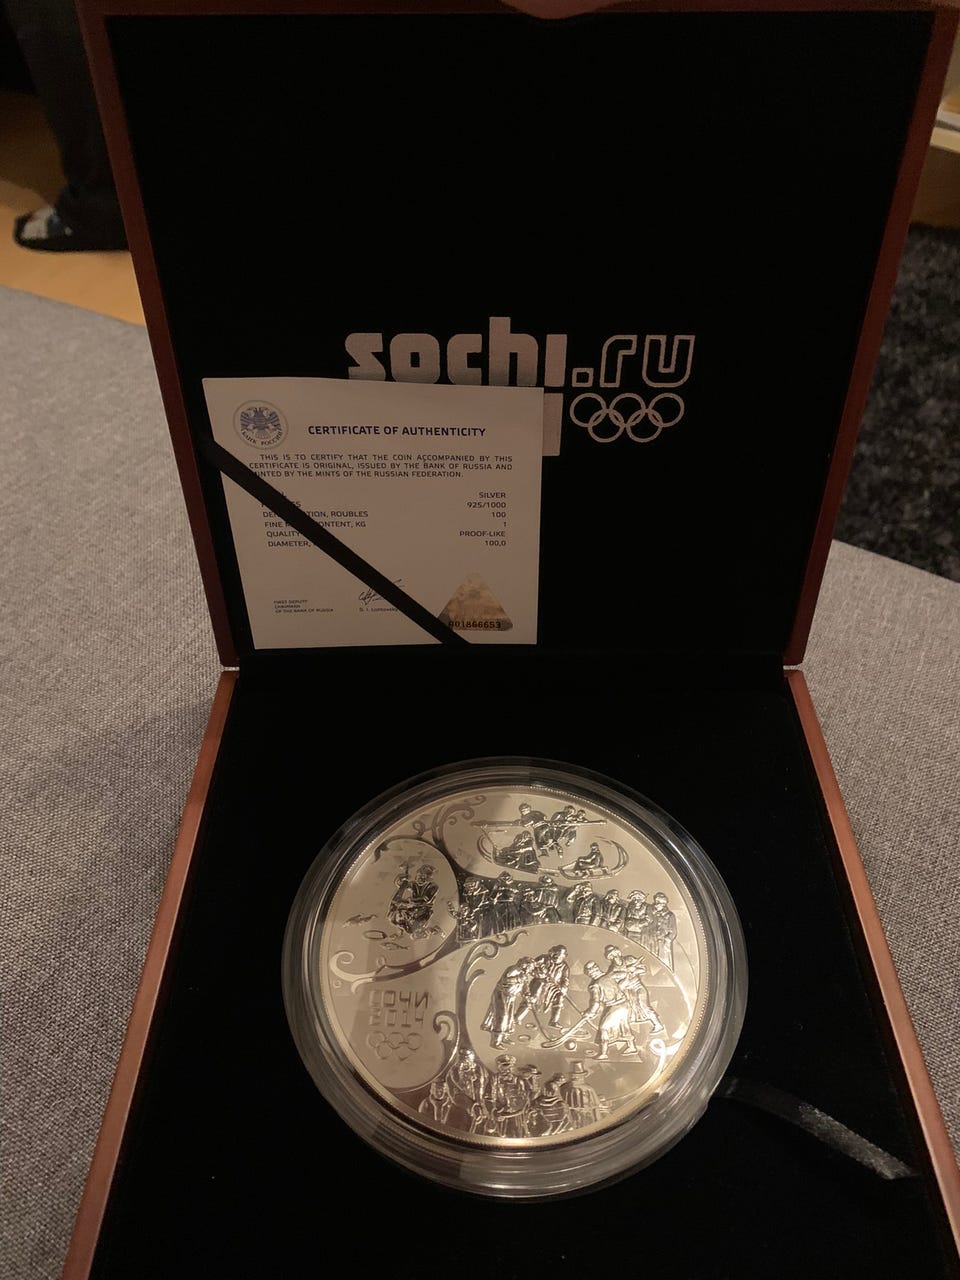 sochi.ru
БАНК РОССИИ
CERTIFICATE OF AUTHENTICITY
THIS IS TO CERTIFY THAT THE COIN ACCOMPANIED BY THIS
CERTIFICATE IS ORIGINAL, ISSUED BY THE BANK OF RUSSIA AND
MINTED BY THE MINTS OF THE RUSSIAN FEDERATION.
SILVER
925/1000
ROUBLES 100
FINE CONTENT, KG 1
QUALITY PROOF-LIKE
DIAMETER, 100,0
FIRST DEPUTY
CHAIRMAN
OF THE BANK OF RUSSIA
001866653
СОЧИ
2014